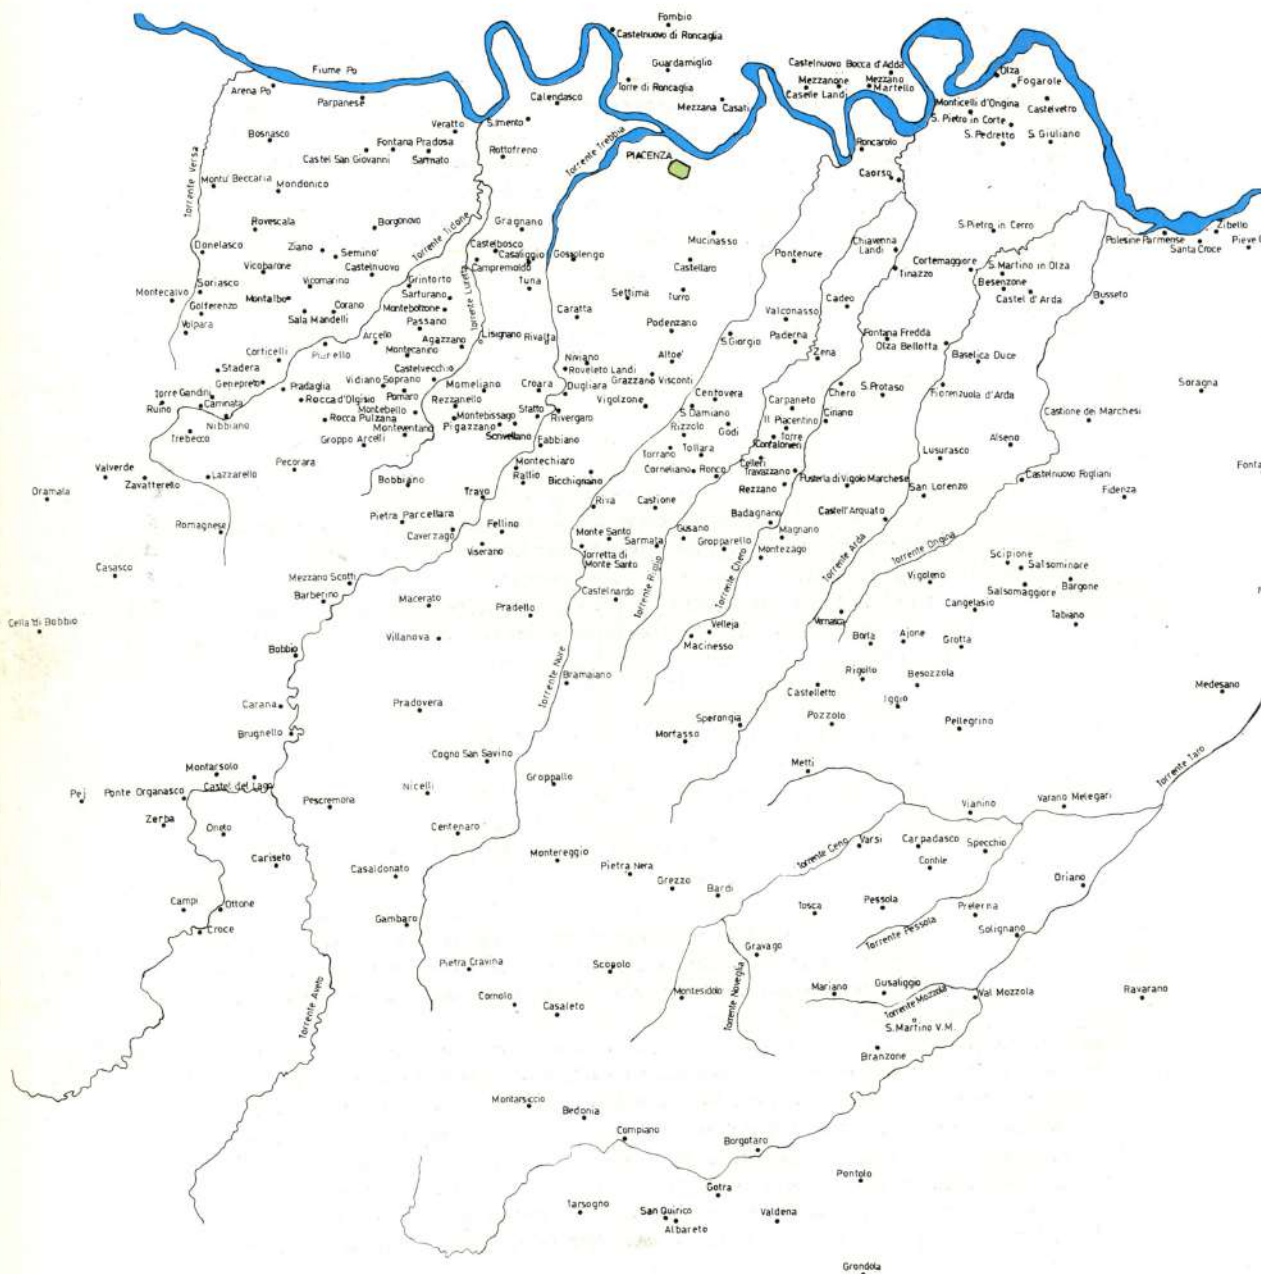 Fombio
Castelnuovo di Roncaglia
Fiume Po
Guardamiglio
Castelnuovo Bocca d'Adda
Olza
Arena Po
Parpanese
Calendasco
Torre di Roncaglia
Mezzana Casati
Mezzanone
Caselle Landi
Mezzano
Martello
Fogarole
Monticelli d'Ongina
Castelvetro
S. Pietro in Corte
S. Pedretto
S. Giuliano
Bosnasco
Veratto
S.Imento
Fontana Pradosa
Castel San Giovanni
Sarmato
Rottofreno
Torrente Trebbia
PIACENZA
Roncarolo
Caorso
Torrente Versa
Montu' Beccaria
Mondonico
Rovescala
Borgonovo
Gragnano
Torrente Tidone
Mucinasso
S.Pietro in Cerro
Zibello
Polesine Parmense
Santa Croce
Donelasco
Ziano
Semino'
Castelbosco
Casaliggio
Campremoldo
Gossolengo
Castellaro
Pontenure
Chiavenna
Landi
Tinazzo
Cortemaggiore
S.Martino in Olza
Besenzone
Castel d'Arda
Busseto
Vicobarone
Castelnuovo
Soriasco
Vicomarino
Montecalvo
Golferenzo
Montalbo
Corano
Sala Mandelli
Grintorto
Sarturano
Montebolzone
Tuna
Settima
Turro
Cadeo
Volpara
Passano
Agazzano
Lisignano
Rivalta
Caratta
Podenzano
S.Giorgio
Valconasso
Paderna
Fontana Fredda
Olza Bellotta
Corticelli
Arcello
Montecanino
Stadera
Genepreto
Castelvecchio
Niviano
Roveleto Landi
Altoe'
Grazzano Visconti
Zena
Baselica Duce
Soragna
Torre Gandini
Pradaglia
Vidiano Soprano
Pomaro
Momeliano
Croara
Dugliara
Vigolzone
Centovera
Carpaneto
Chero
S.Protaso
Fiorenzuola d'Arda
Ruino
Caminata
Rocca d'Olgisio
Rezzanello
Statto
Rivergaro
S.Damiano
Rizzolo
Godi
Il Piacentino
Torre
Confalonieri
Ciriano
Castione dei Marchesi
Nibbiano
Rocca Pulzana
Montebello
Monteventano
Montebissago
Pigazzano
Scrivellano
Fabbiano
Trebecco
Groppo Arcelli
Torrano
Tollara
Celleri
Travazzano
Lusurasco
Alseno
Valverde
Zavatterello
Lazzarello
Pecorara
Bobbiano
Montechiaro
Rallio
Bicchignano
Corneliano
Ronco
Rezzano
Fusteria di Vigolo Marchese
San Lorenzo
Castelnuovo Fogliani
Fidenza
Oramala
Travo
Riva
Castione
Romagnese
Pietra Parcellara
Caverzago
Fellino
Viserano
Monte Santo
Torretta di
Monte Santo
Sarmata
Gusano
Gropparello
Badagnano
Magnano
Montezago
Castell'Arquato
Torrente Arda
Torrente Ongina
Scipione
Salsominore
Bargone
Salsomaggiore
Tabiano
Casasco
Mezzano Scotti
Barberino
Macerato
Pradello
Castelnardo
Torrente Riglio
Torrente Chero
Vigoleno
Cangelasio
Cella di Bobbio
Villanova
Velleja
Macinesso
Vernasca
Borla
Ajone
Grotta
Bobbio
Torrente Nure
Bramaiano
Castelletto
Rigollo
Besozzola
Iggio
Medesano
Carana
Pradovera
Brugnello
Morfasso
Sperongia
Pozzolo
Pellegrino
Montarsolo
Castel del Lago
Cogno San Savino
Metti
Torrente Taro
Pej
Ponte Organasco
Pescremona
Nicelli
Groppallo
Vianino
Varano Melegari
Zerba
Oneto
Centenaro
Torrente Ceno
Varsi
Carpadasco
Specchio
Cariseto
Casaldonato
Montereggio
Pietra Nera
Grezzo
Bardi
Contile
Oriano
Campi
Ottone
Croce
Gambaro
Tosca
Pessola
Prelerna
Torrente Pessola
Solignano
Pietra Cravina
Scopolo
Gravago
Torrente Aveto
Cornolo
Casaleto
Montesidolo
Torrente Noveglia
Mariano
Gusaliggio
Torrente Mozzola
Val Mozzola
Ravarano
S.Martino V.M.
Branzone
Montarsiccio
Bedonia
Compiano
Borgotaro
Pontolo
Gotra
Tarsogno
San Quirico
Albareto
Valdena
Grondola